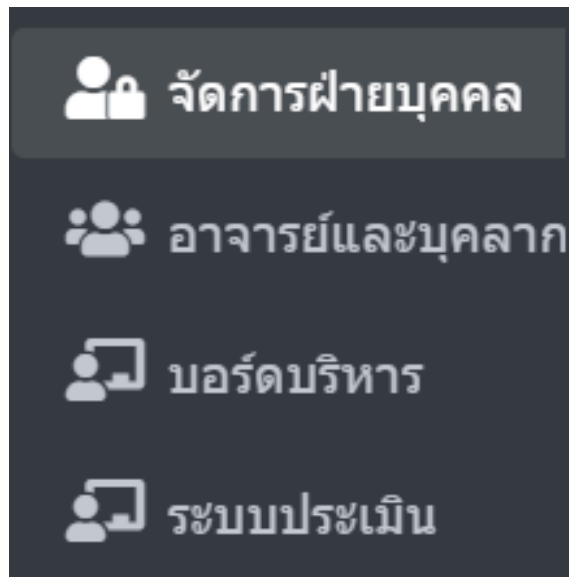 จัดการฝ่ายบุคคล
อาจารย์และบุคลาก
บอร์ดบริหาร
ระบบประเมิน